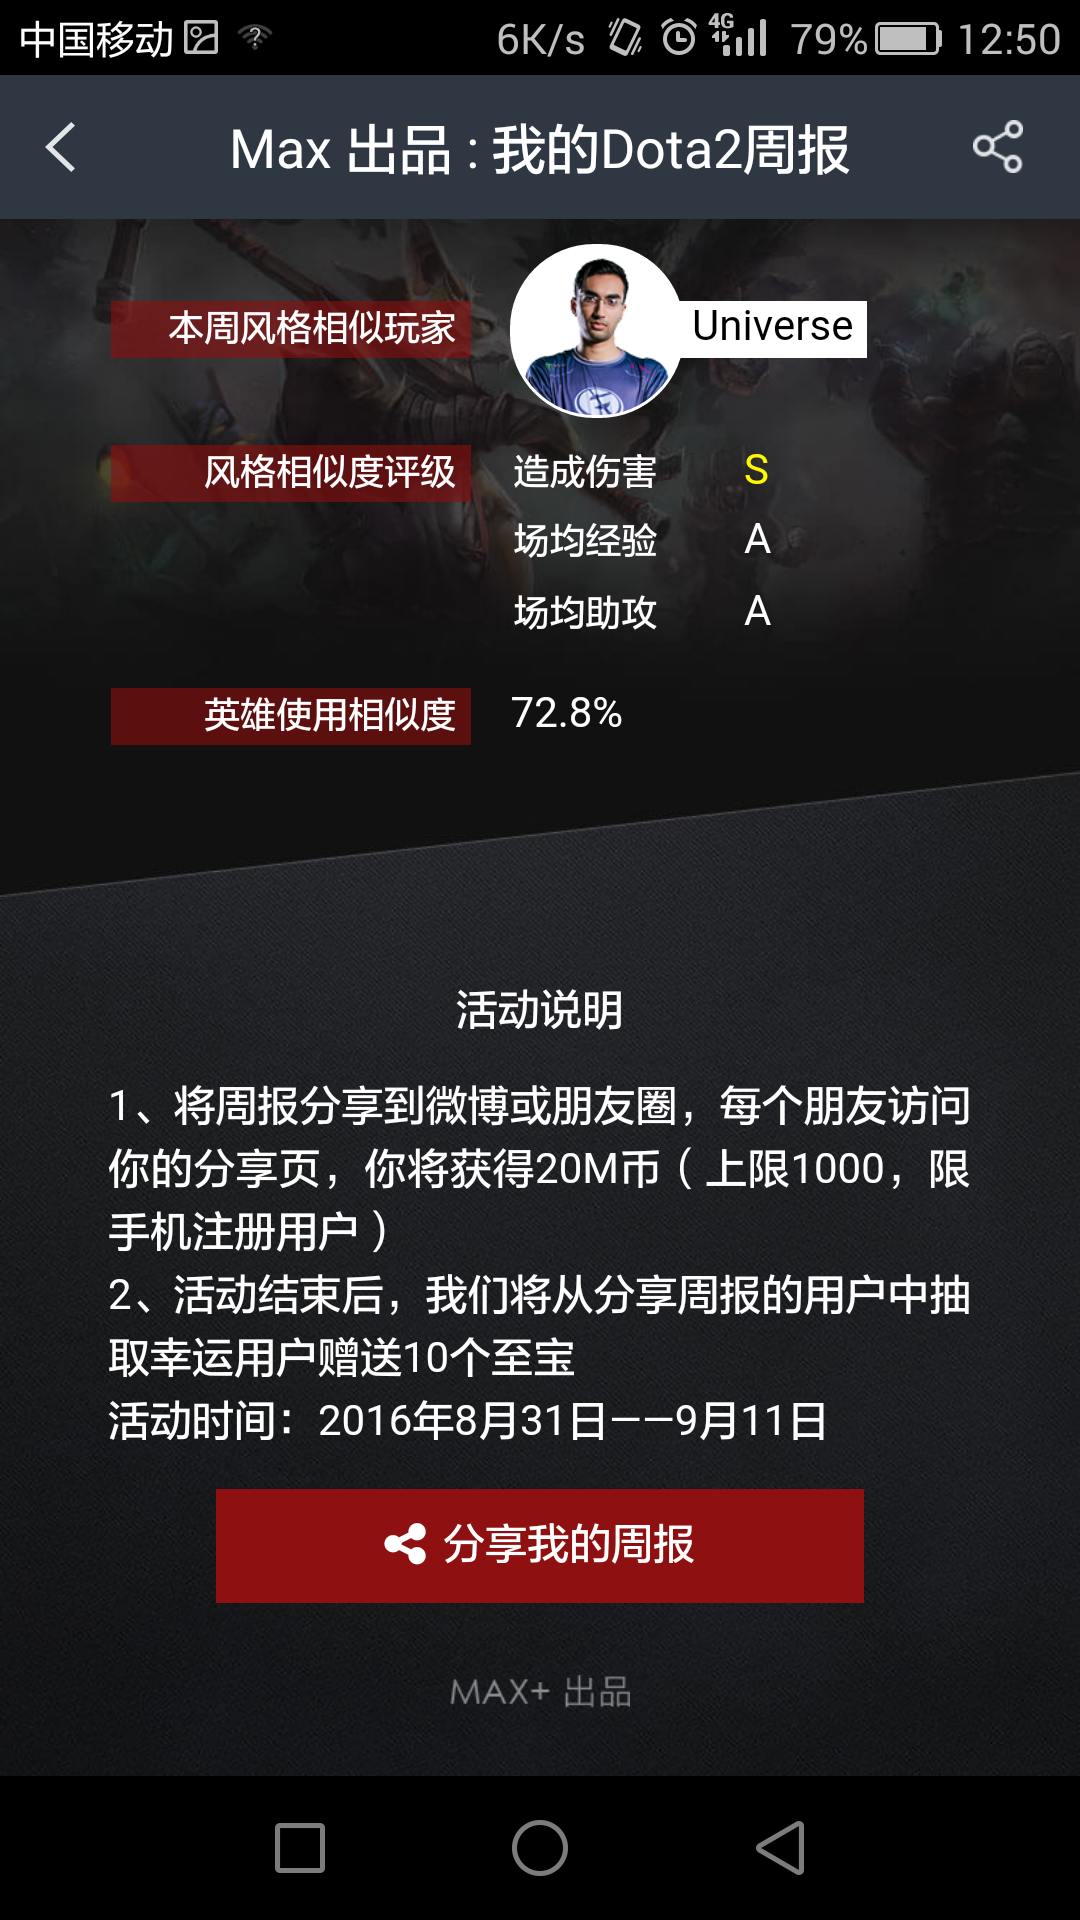 中国移动 6K/s 4G 79% 12:50
Max 出品 : 我的Dota2周报
本周风格相似玩家 Universe
风格相似度评级 造成伤害 S
场均经验 A
场均助攻 A
英雄使用相似度 72.8%
活动说明
1、将周报分享到微博或朋友圈，每个朋友访问
你的分享页，你将获得20M币（上限1000，限
手机注册用户）
2、活动结束后，我们将从分享周报的用户中抽
取幸运用户赠送10个至宝
活动时间：2016年8月31日——9月11日
分享我的周报
MAX+ 出品